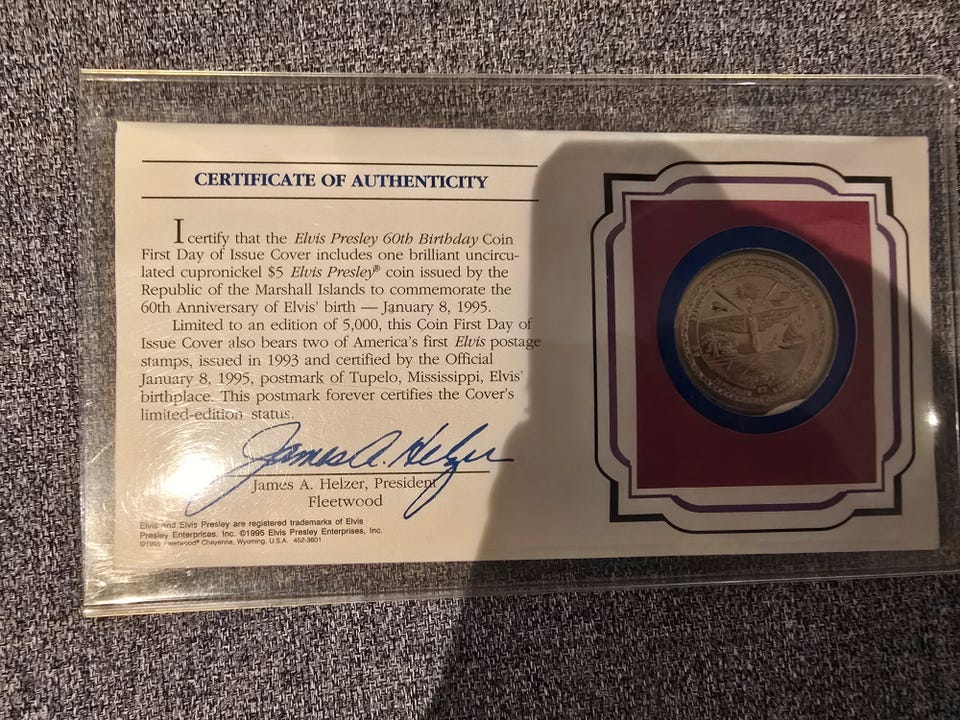 CERTIFICATE OF AUTHENTICITY
I certify that the Elvis Presley 60th Birthday Coin
First Day of Issue Cover includes one brilliant uncircu-
lated cupronickel $5 Elvis Presley® coin issued by the
Republic of the Marshall Islands to commemorate the
60th Anniversary of Elvis' birth — January 8, 1995.
Limited to an edition of 5,000, this Coin First Day of
Issue Cover also bears two of America's first Elvis postage
stamps, issued in 1993 and certified by the Official
January 8, 1995, postmark of Tupelo, Mississippi, Elvis'
birthplace. This postmark forever certifies the Cover's
limited-edition status.
James A. Helzer
James A. Helzer, President
Fleetwood
Elvis and Elvis Presley are registered trademarks of Elvis
Presley Enterprises, Inc. ©1995 Elvis Presley Enterprises, Inc.
©1995 Fleetwood® Cheyenne, Wyoming, U.S.A. 452-3601